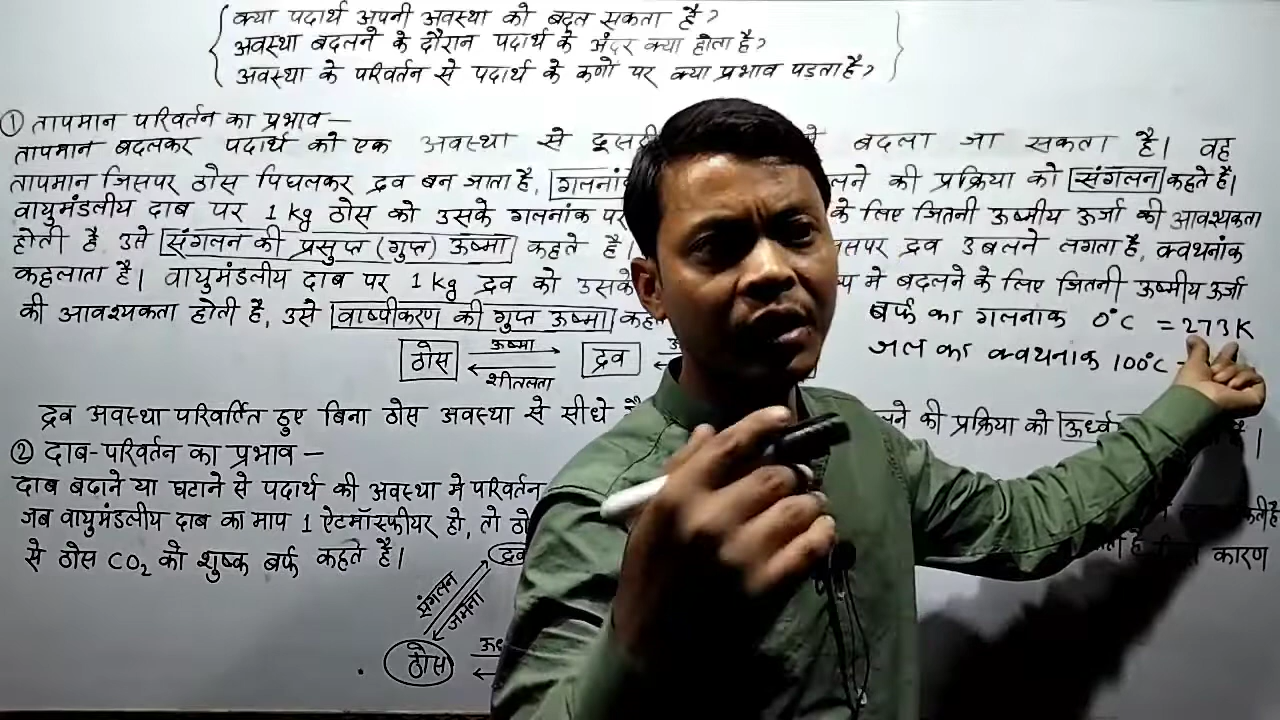 क्या पदार्थ अपनी अवस्था को बदल सकता है?
अवस्था बदलने के दौरान पदार्थ के अंदर क्या होता है?
अवस्था के परिवर्तन से पदार्थ के कणों पर क्या प्रभाव पड़ता है?
① तापमान परिवर्तन का प्रभाव—
तापमान बदलकर पदार्थ को एक अवस्था से बदला जा सकता है। वह
तापमान जिसपर ठोस पिघलकर द्रव बन जाता है, की प्रक्रिया को संगलन कहते हैं।
वायुमंडलीय दाब पर 1 kg ठोस को उसके गलनांक पर के लिए जितनी ऊष्मीय ऊर्जा की आवश्यकता
होती है उसे संगलन की प्रसुप्त (गुप्त) ऊष्मा कहते हैं। द्रव उबलने लगता है, क्वथनांक
कहलाता है। वायुमंडलीय दाब पर 1 kg द्रव को उसके में बदलने के लिए जितनी ऊष्मीय ऊर्जा
की आवश्यकता होती है, उसे वाष्पीकरण की गुप्त ऊष्मा
बर्फ का गलनांक 0°C = 273K
जल का क्वथनांक 100°C
ठोस ऊष्मा शीतलता द्रव
द्रव अवस्था परिवर्तित हुए बिना ठोस अवस्था से सीधे की प्रक्रिया को
② दाब-परिवर्तन का प्रभाव—
दाब बढ़ाने या घटाने से पदार्थ की अवस्था में परिवर्तन
जब वायुमंडलीय दाब का माप 1 ऐटमॉस्फीयर हो, तो
से ठोस CO2 को शुष्क बर्फ कहते हैं। कारण
संगलन
जमना
ठोस